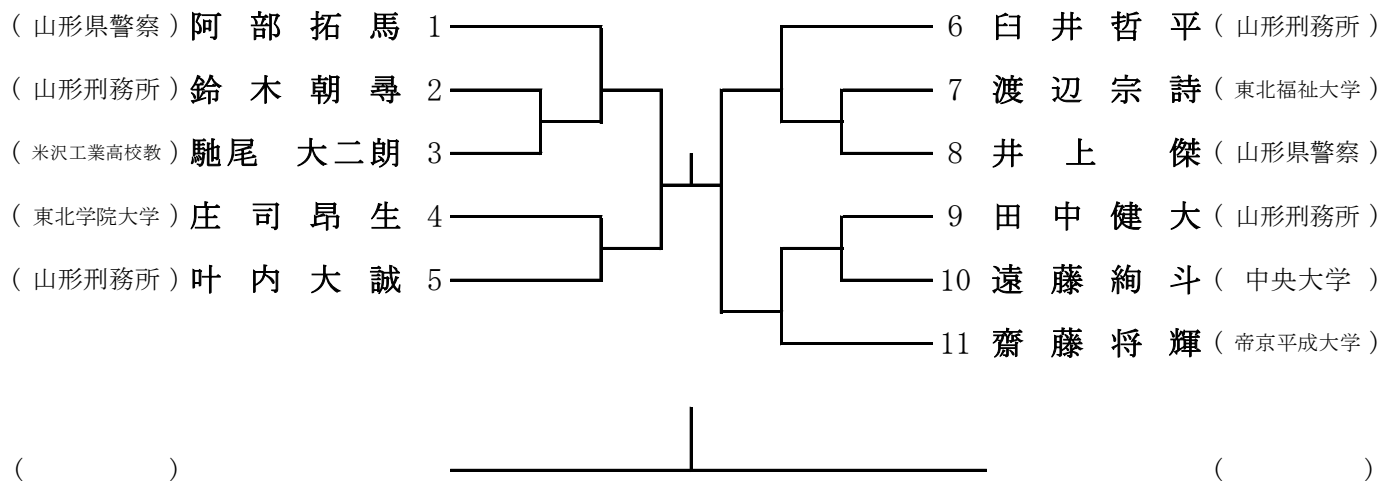 ( 山形県警察 ) 阿部拓馬 1
( 山形刑務所 ) 鈴木朝尋 2
( 米沢工業高校教 ) 馳尾 大二朗 3
( 東北学院大学 ) 庄司昂生 4
( 山形刑務所 ) 叶内大誠 5
6 臼井哲平 ( 山形刑務所 )
7 渡辺宗詩 ( 東北福祉大学 )
8 井上 傑 ( 山形県警察 )
9 田中健大 ( 山形刑務所 )
10 遠藤絢斗 ( 中央大学 )
11 齋藤将輝 ( 帝京平成大学 )
( )
( )